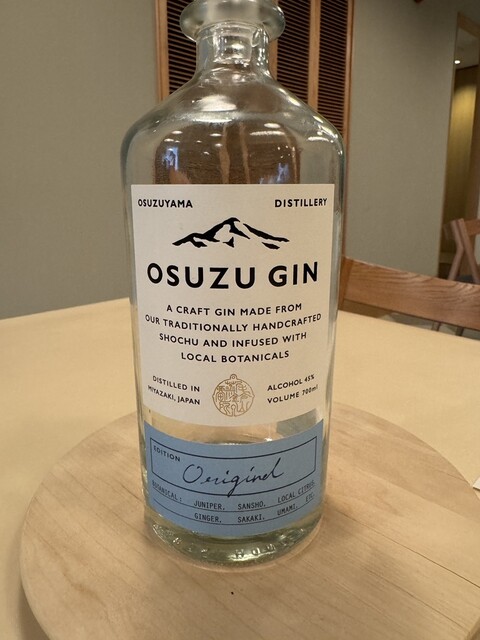 OSUZUYAMA DISTILLERY
OSUZU GIN
A CRAFT GIN MADE FROM
OUR TRADITIONALLY HANDCRAFTED
SHOCHU AND INFUSED WITH
LOCAL BOTANICALS
DISTILLED IN
MIYAZAKI, JAPAN
ALCOHOL 45%
VOLUME 700ml
EDITION
Original
BOTANICAL: JUNIPER. SANSHO. LOCAL CITRUS.
GINGER. SAKAKI. UMAMI. ETC.